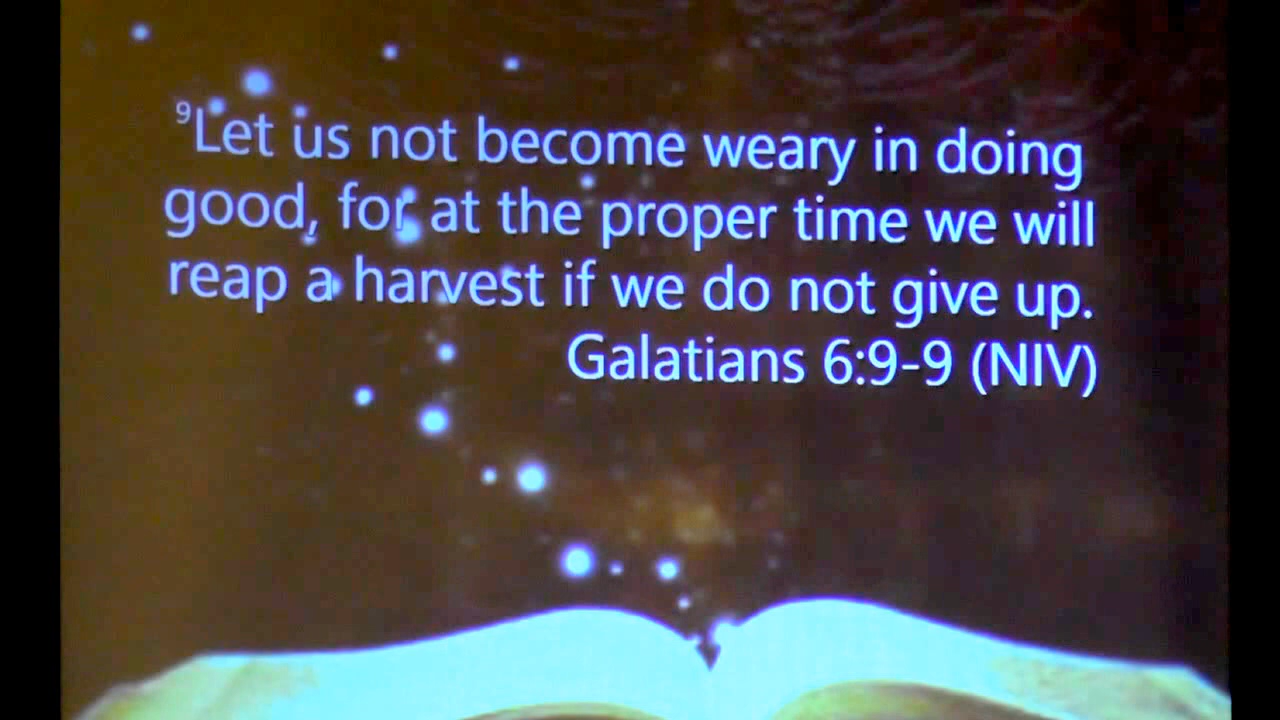 ⁹Let us not become weary in doing
good, for at the proper time we will
reap a harvest if we do not give up.
Galatians 6:9-9 (NIV)